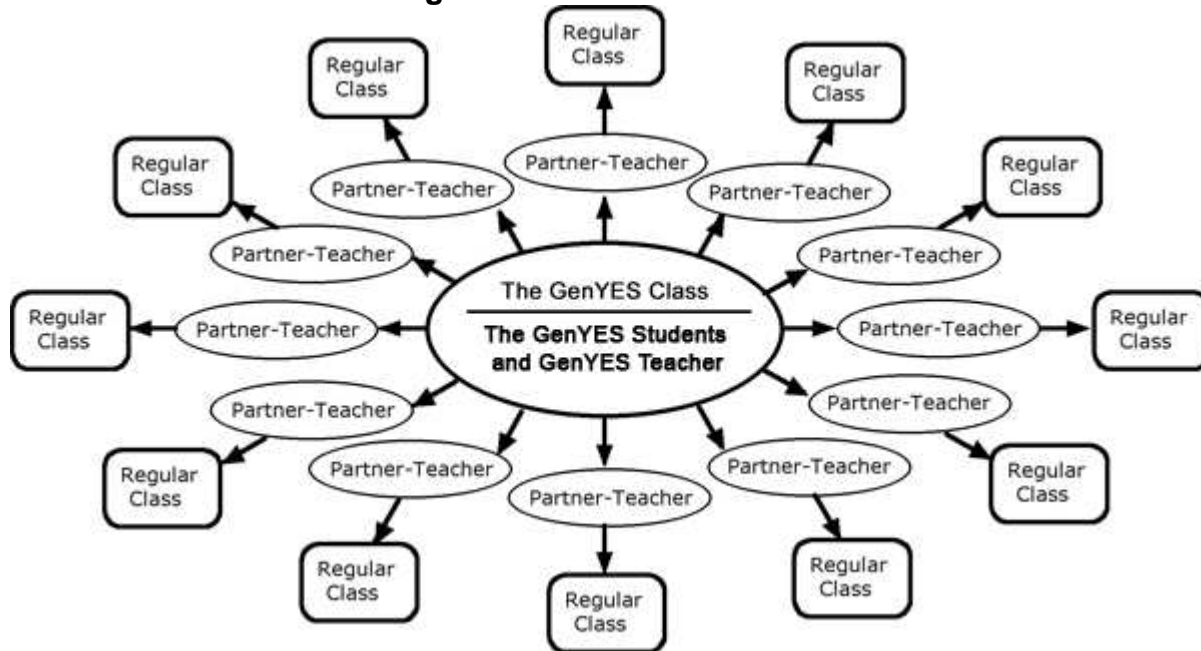 Regular
Class
Regular
Class
Regular
Class
Regular
Class
Regular
Class
Partner-Teacher
Partner-Teacher
Partner-Teacher
Partner-Teacher
Partner-Teacher
The GenYES Class
The GenYES Students
and GenYES Teacher
Regular
Class
Partner-Teacher
Partner-Teacher
Regular
Class
Partner-Teacher
Partner-Teacher
Partner-Teacher
Partner-Teacher
Partner-Teacher
Regular
Class
Regular
Class
Regular
Class
Regular
Class
Regular
Class